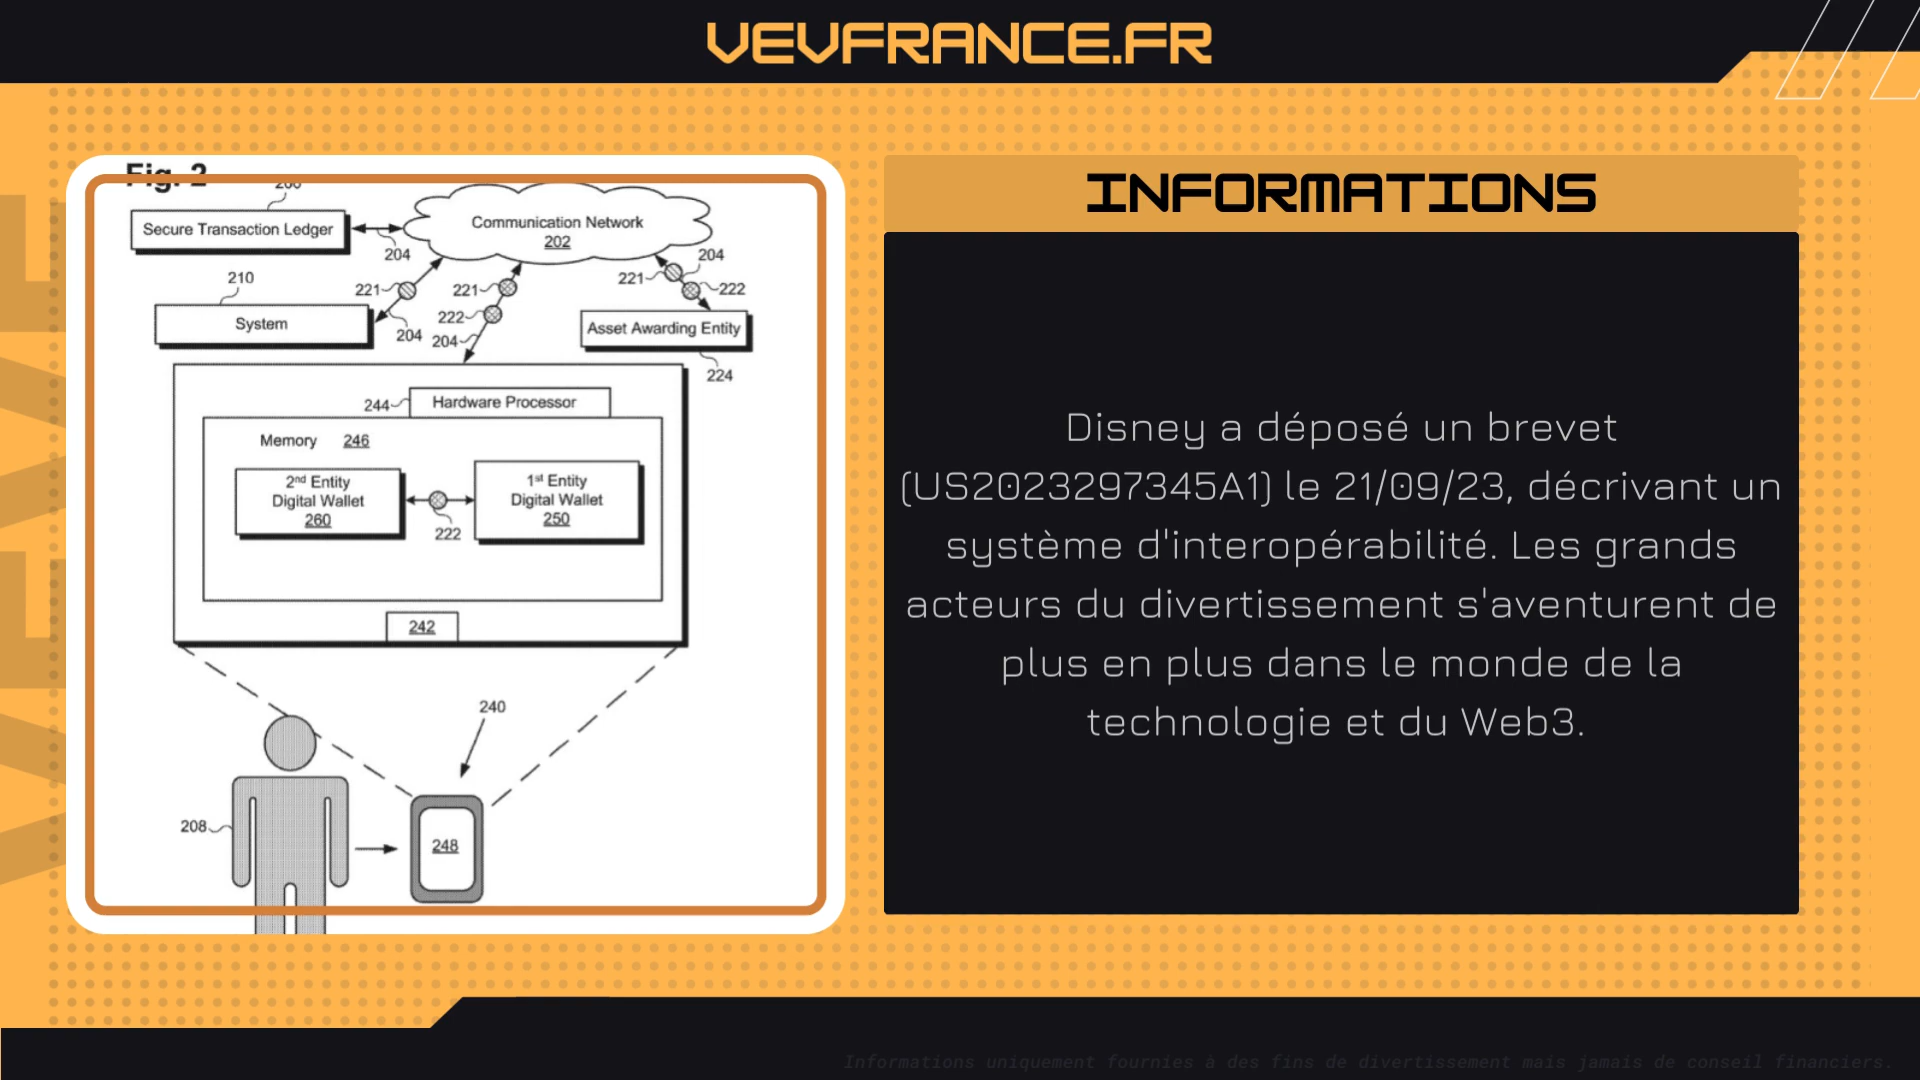 VEVFRANCE.FR
Fig. 2
Secure Transaction Ledger
204
Communication Network
202
204
221
222
210
System
221
204
221
222
204
Asset Awarding Entity
224
244
Hardware Processor
Memory 246
2nd Entity
Digital Wallet
260
222
1st Entity
Digital Wallet
250
242
240
208
248
INFORMATIONS
Disney a déposé un brevet
(US2023297345A1) le 21/09/23, décrivant un
système d'interopérabilité. Les grands
acteurs du divertissement s'aventurent de
plus en plus dans le monde de la
technologie et du Web3.
Informations uniquement fournies à des fins de divertissement mais jamais de conseil financiers.